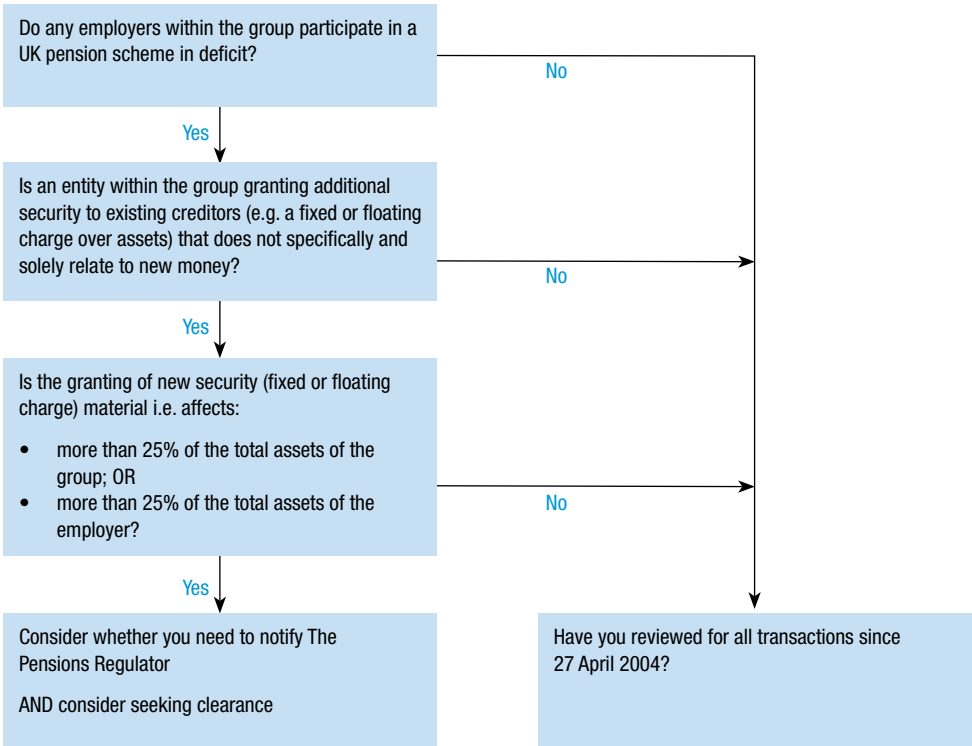 Do any employers within the group participate in a
UK pension scheme in deficit?
No
Yes
Is an entity within the group granting additional
security to existing creditors (e.g. a fixed or floating
charge over assets) that does not specifically and
solely relate to new money?
No
Yes
Is the granting of new security (fixed or floating
charge) material i.e. affects:
• more than 25% of the total assets of the
group; OR
• more than 25% of the total assets of the
employer?
No
Yes
Consider whether you need to notify The
Pensions Regulator
AND consider seeking clearance
Have you reviewed for all transactions since
27 April 2004?